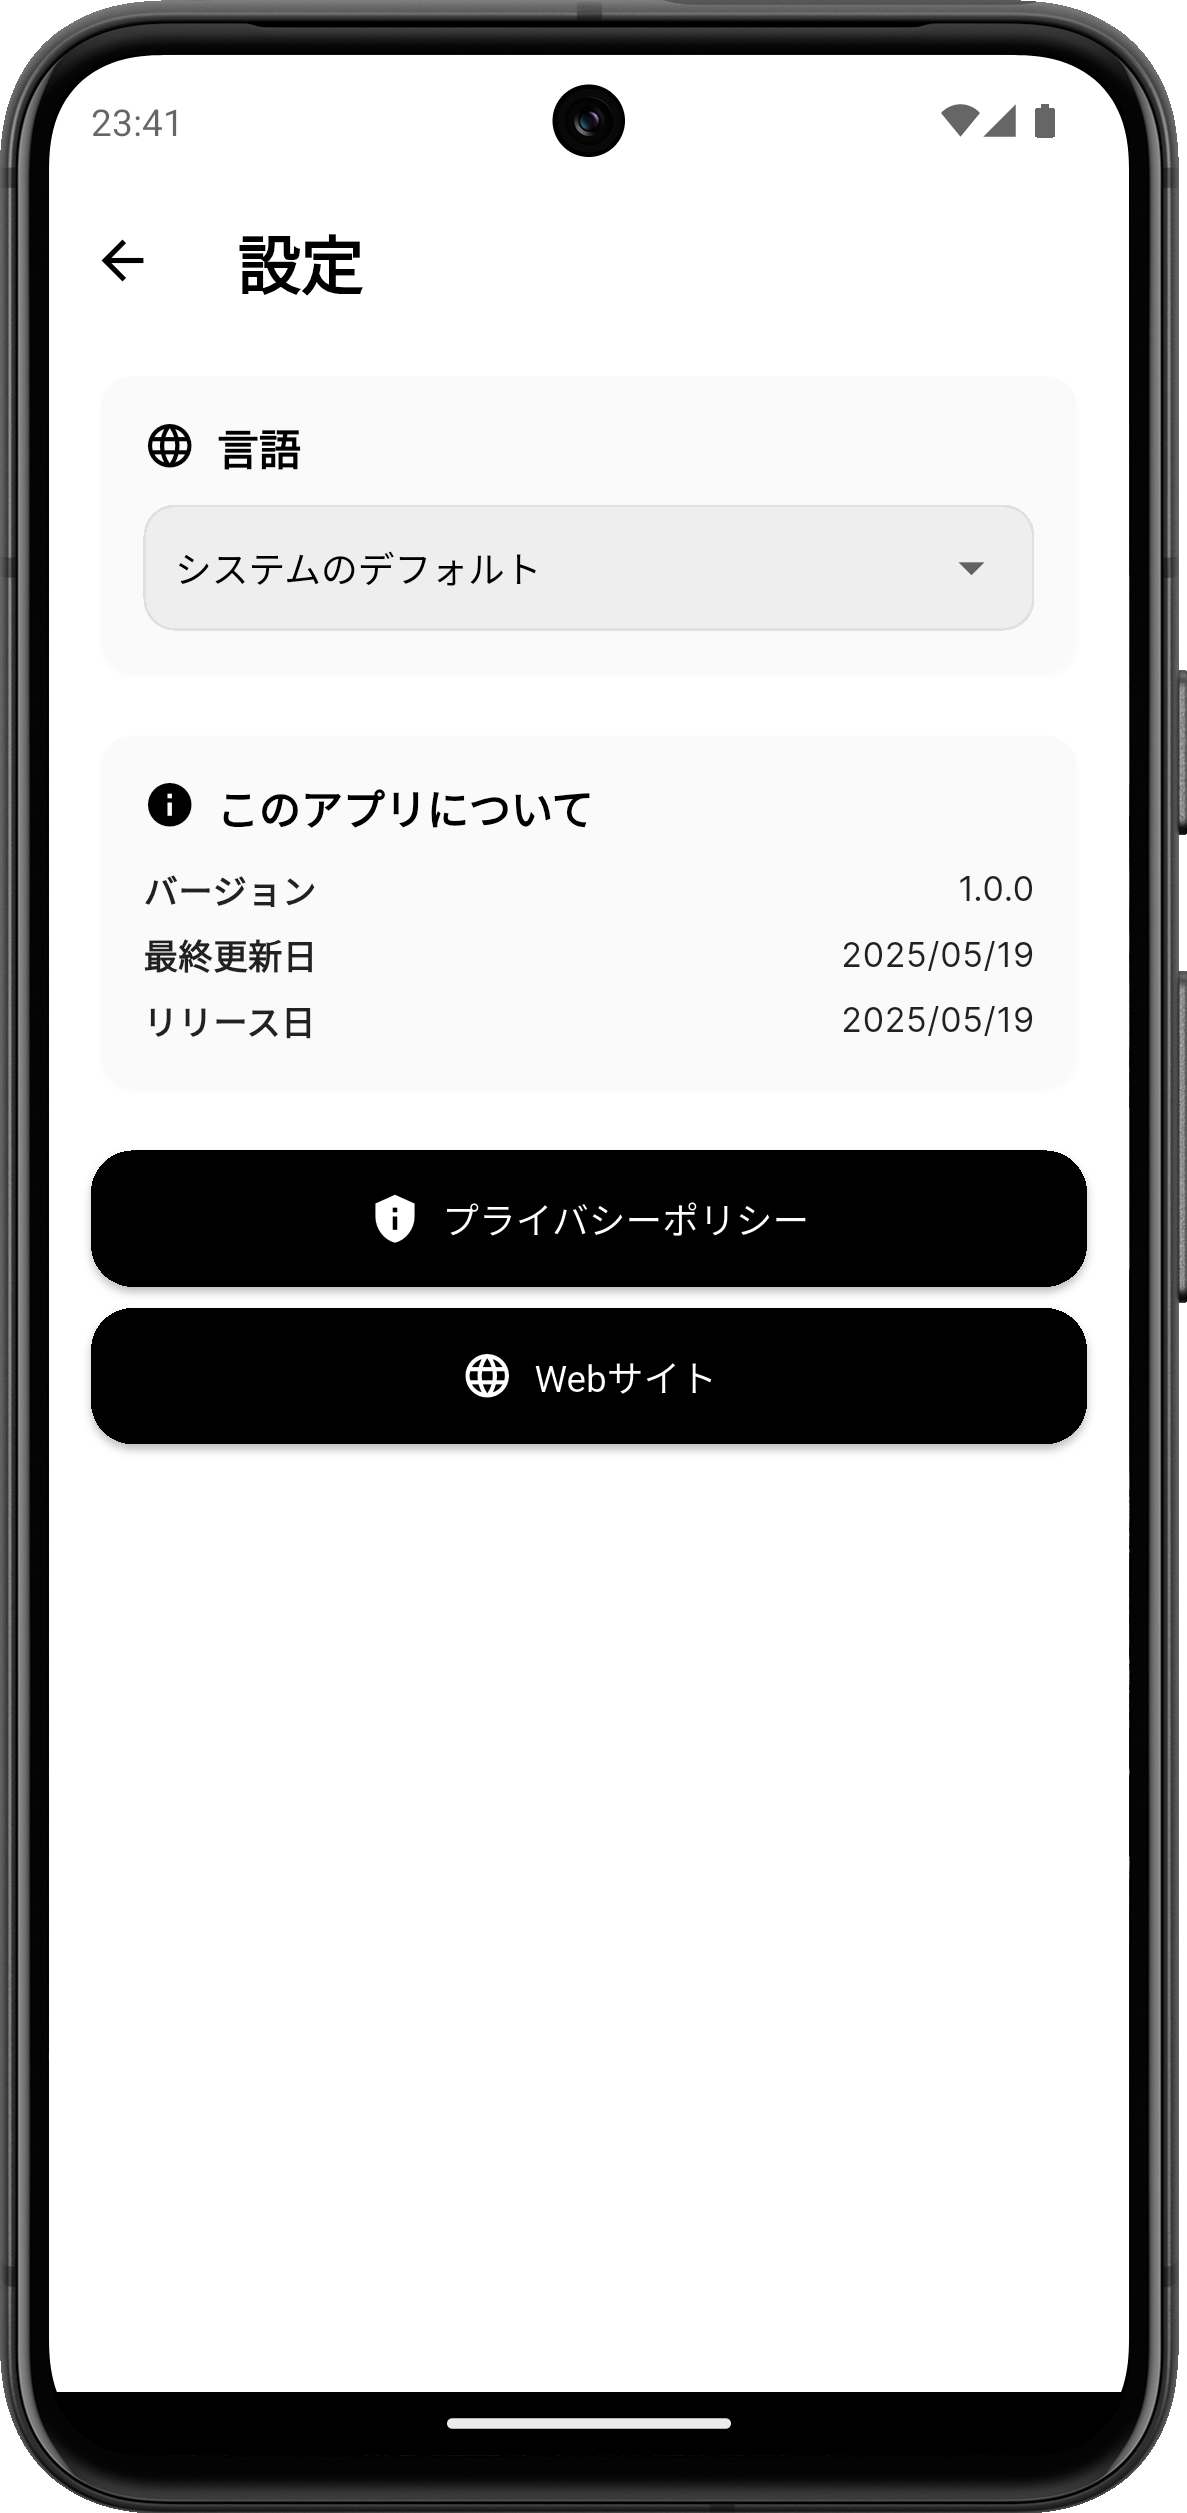 23:41
設定
言語
システムのデフォルト
このアプリについて
バージョン 1.0.0
最終更新日 2025/05/19
リリース日 2025/05/19
プライバシーポリシー
Webサイト